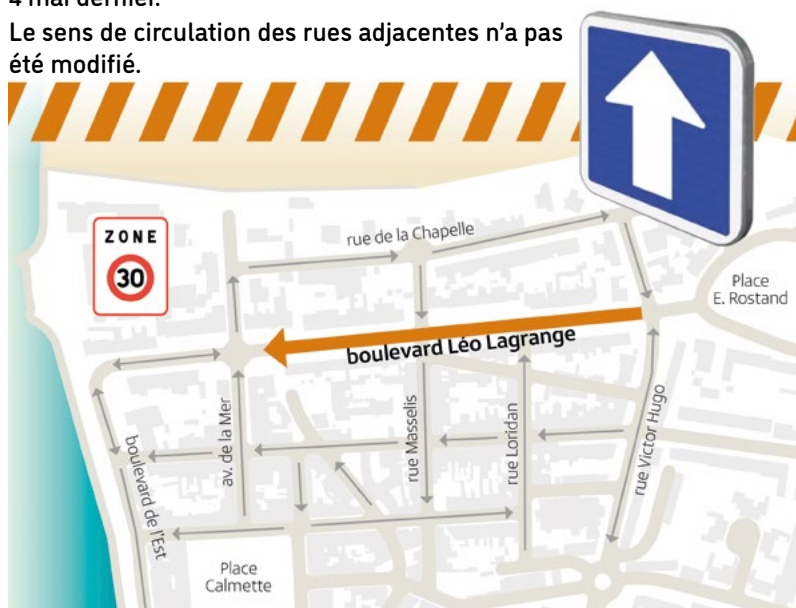 4 mai dernier.
Le sens de circulation des rues adjacentes n'a pas
été modifié.
ZONE
30
rue de la Chapelle
Place
E. Rostand
boulevard Léo Lagrange
av. de la Mer
rue Masselis
rue Loridan
rue Victor Hugo
boulevard de l'Est
Place
Calmette